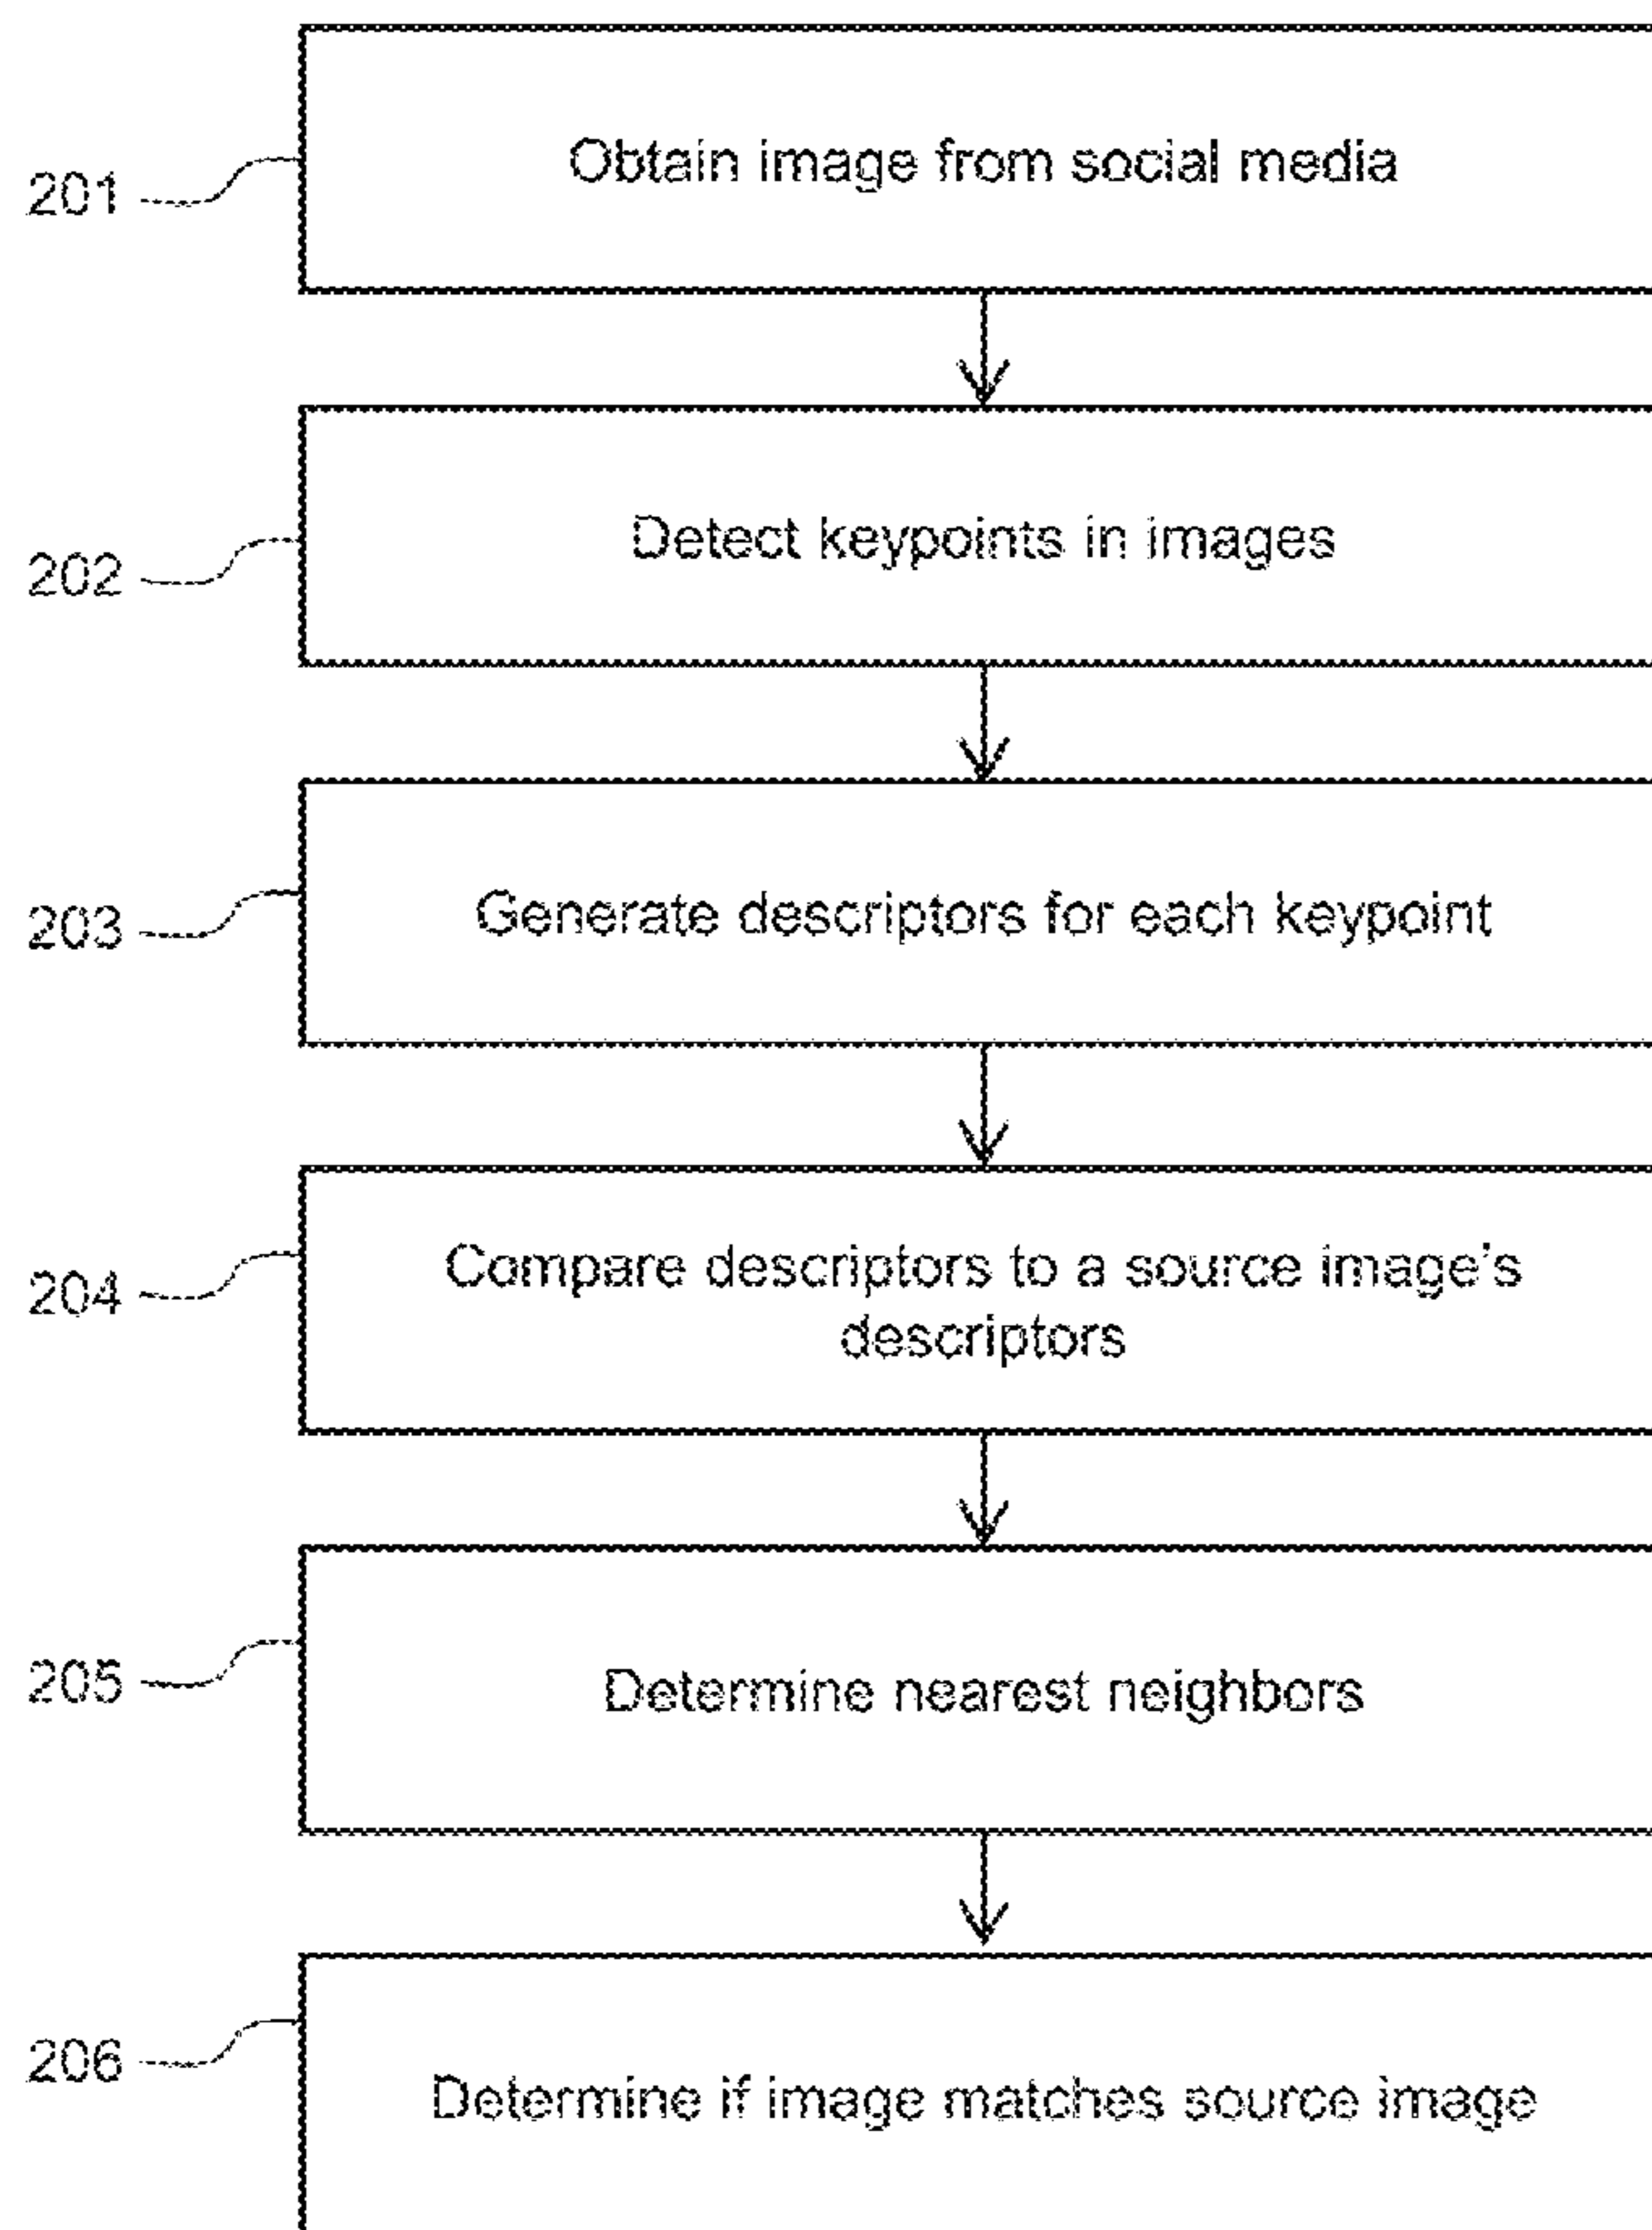 201
Obtain image from social media
202
Detect keypoints in images
203
Generate descriptors for each keypoint
204
Compare descriptors to a source image's
descriptors
205
Determine nearest neighbors
206
Determine if image matches source image